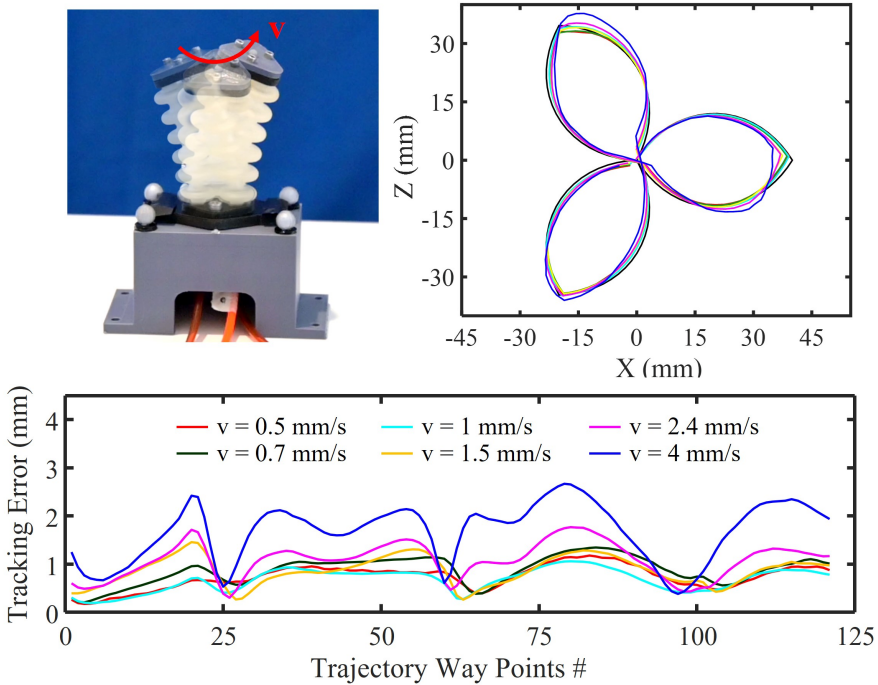 v
Z (mm)
30
15
0
-15
-30
-45 -30 -15 0 15 30 45
X (mm)
Tracking Error (mm)
4
3
2
1
0
v = 0.5 mm/s v = 1 mm/s v = 2.4 mm/s
v = 0.7 mm/s v = 1.5 mm/s v = 4 mm/s
0 25 50 75 100 125
Trajectory Way Points #